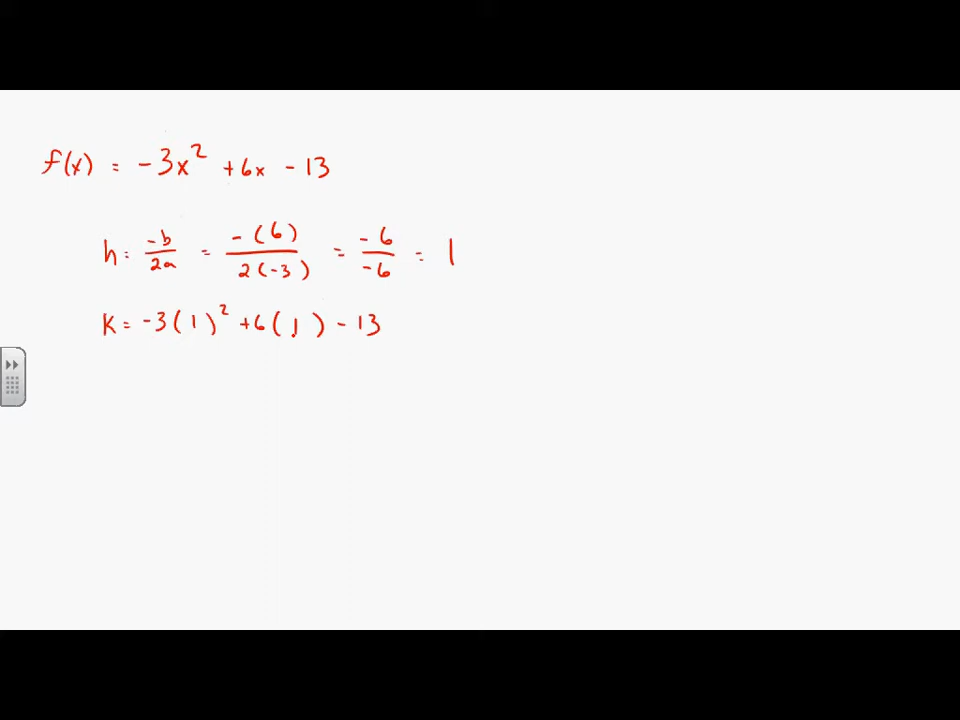 f(x) = -3x² +6x -13
h = -b/2a = -(6)/2(-3) = -6/-6 = 1
K = -3(1)² +6(1) -13